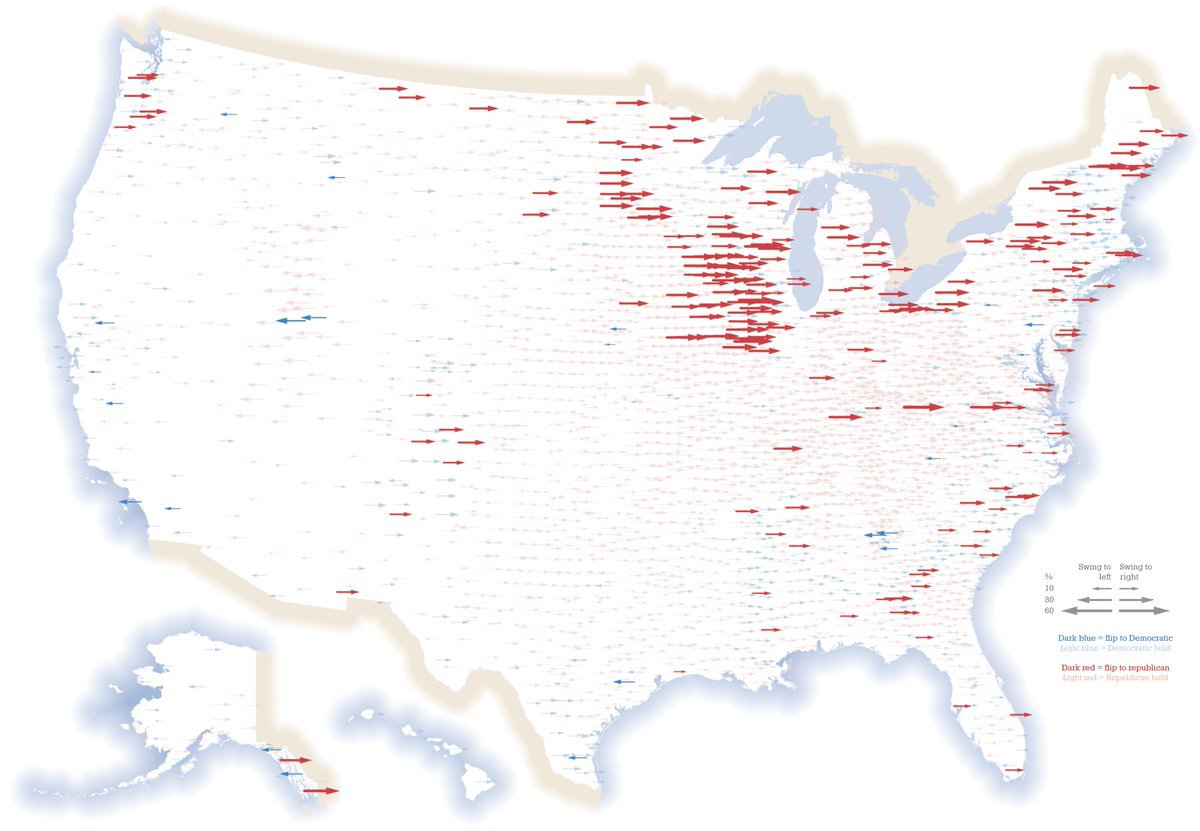 Swing to Swing to
% left right
10
30
60
Dark blue = flip to Democratic
Light blue = Democratic hold
Dark red = flip to republican
Light red = Republican hold